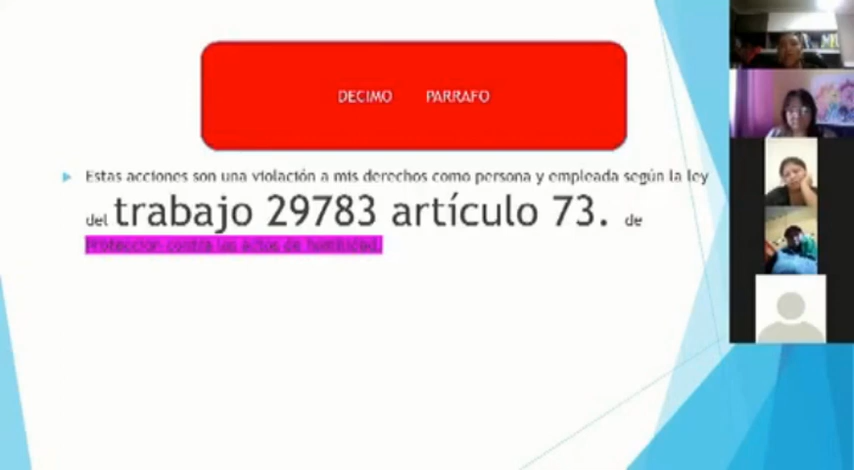 DECIMO PARRAFO
Estas acciones son una violación a mis derechos como persona y empleada según la ley
del trabajo 29783 artículo 73. de
Protección contra los actos de hostilidad.